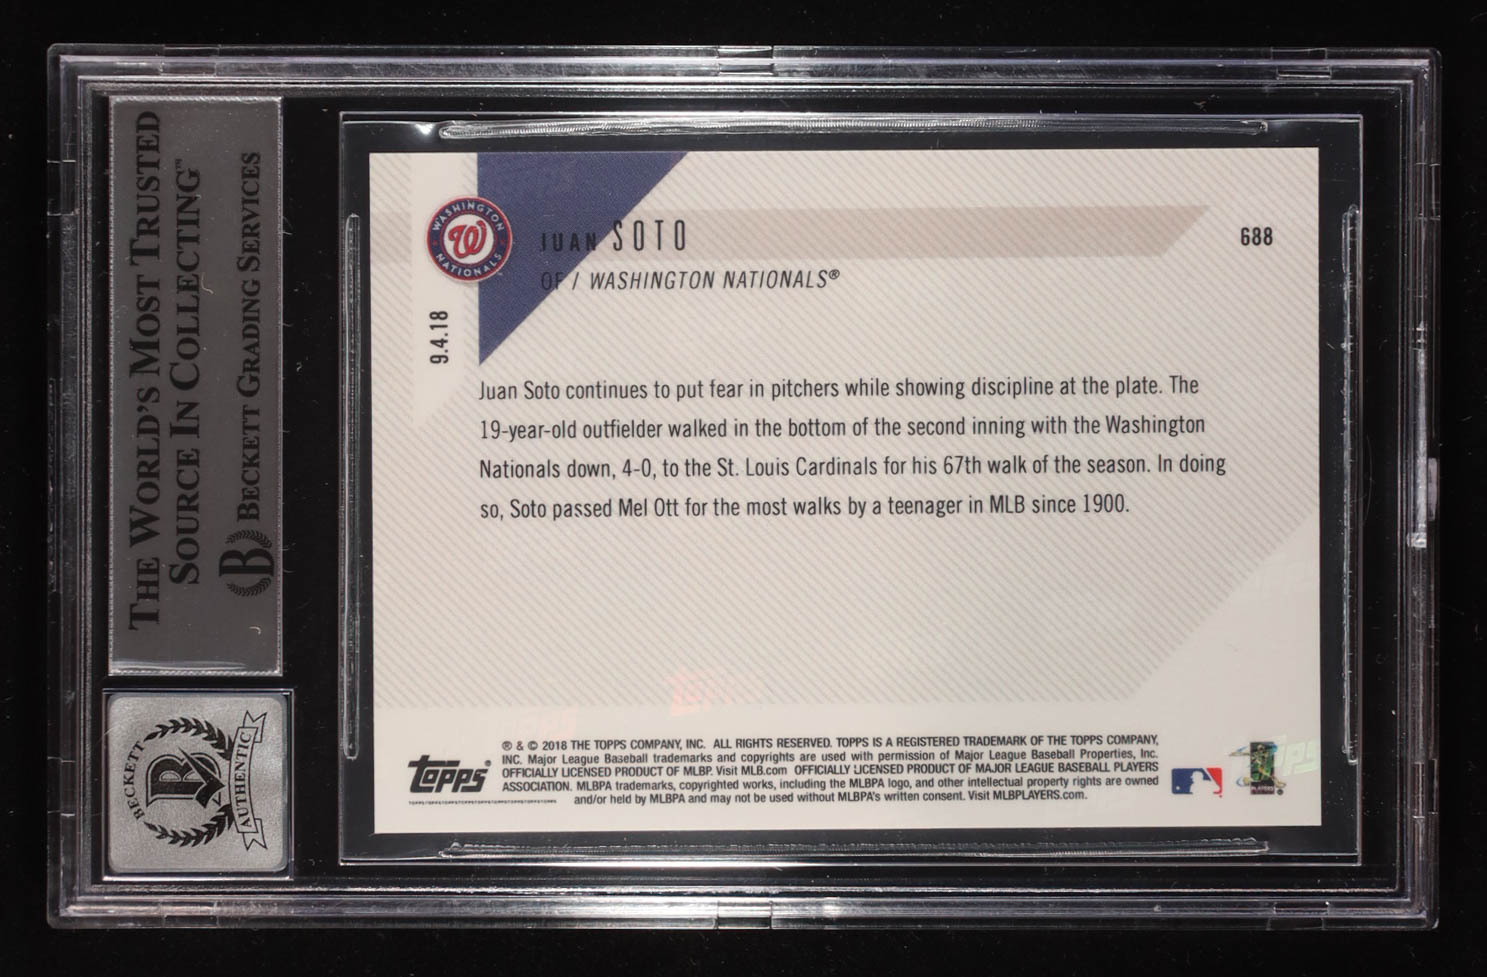 THE WORLD'S MOST TRUSTED
SOURCE IN COLLECTING™
BECKETT GRADING SERVICES
B
BECKETT
AUTHENTIC
WASHINGTON
W
NATIONALS
JUAN SOTO
OF / WASHINGTON NATIONALS®
688
9.4.18
Juan Soto continues to put fear in pitchers while showing discipline at the plate. The
19-year-old outfielder walked in the bottom of the second inning with the Washington
Nationals down, 4-0, to the St. Louis Cardinals for his 67th walk of the season. In doing
so, Soto passed Mel Ott for the most walks by a teenager in MLB since 1900.
topps®
® & © 2018 THE TOPPS COMPANY, INC. ALL RIGHTS RESERVED. TOPPS IS A REGISTERED TRADEMARK OF THE TOPPS COMPANY,
INC. Major League Baseball trademarks and copyrights are used with permission of Major League Baseball Properties, Inc.
OFFICIALLY LICENSED PRODUCT OF MLBP. Visit MLB.com OFFICIALLY LICENSED PRODUCT OF MAJOR LEAGUE BASEBALL PLAYERS
ASSOCIATION. MLBPA trademarks, copyrighted works, including the MLBPA logo, and other intellectual property rights are owned
and/or held by MLBPA and may not be used without MLBPA's written consent. Visit MLBPLAYERS.com.
PLAYERS